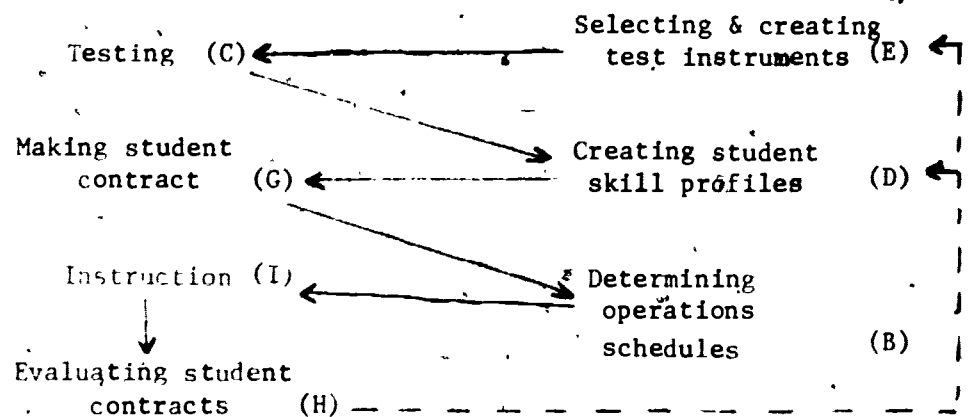 Selecting & creating
Testing (C)
test instruments (E)
Making student
contract (G)
Creating student
skill profiles (D)
Instruction (I)
Determining
operations
schedules (B)
Evaluating student
contracts (H)